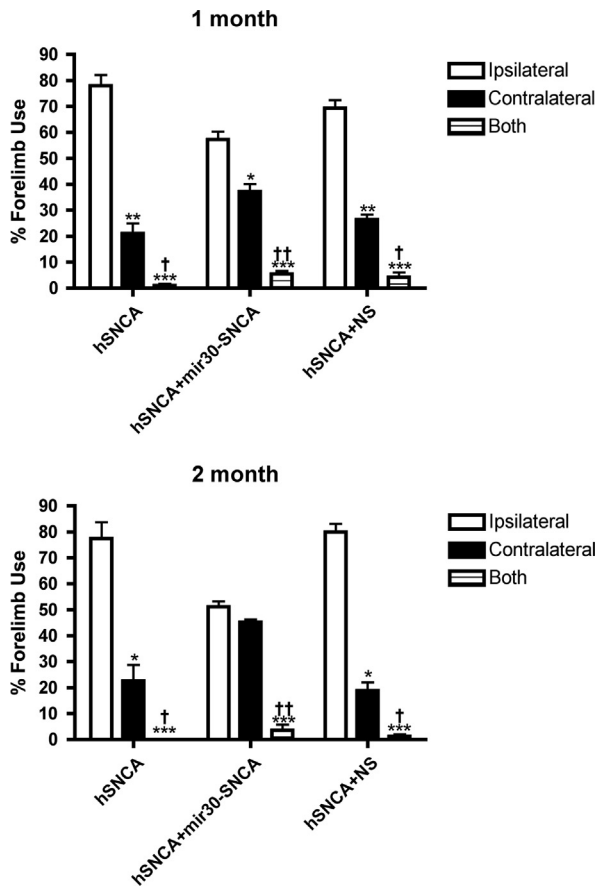 1 month
% Forelimb Use
90
80
70
60
50
40
30
20
10
0
**
†
***
*
††
***
**
†
***
hSNCA
hSNCA+mir30-SNCA
hSNCA+NS
Ipsilateral
Contralateral
Both
2 month
% Forelimb Use
90
80
70
60
50
40
30
20
10
0
*
†
***
††
***
*
†
***
hSNCA
hSNCA+mir30-SNCA
hSNCA+NS
Ipsilateral
Contralateral
Both